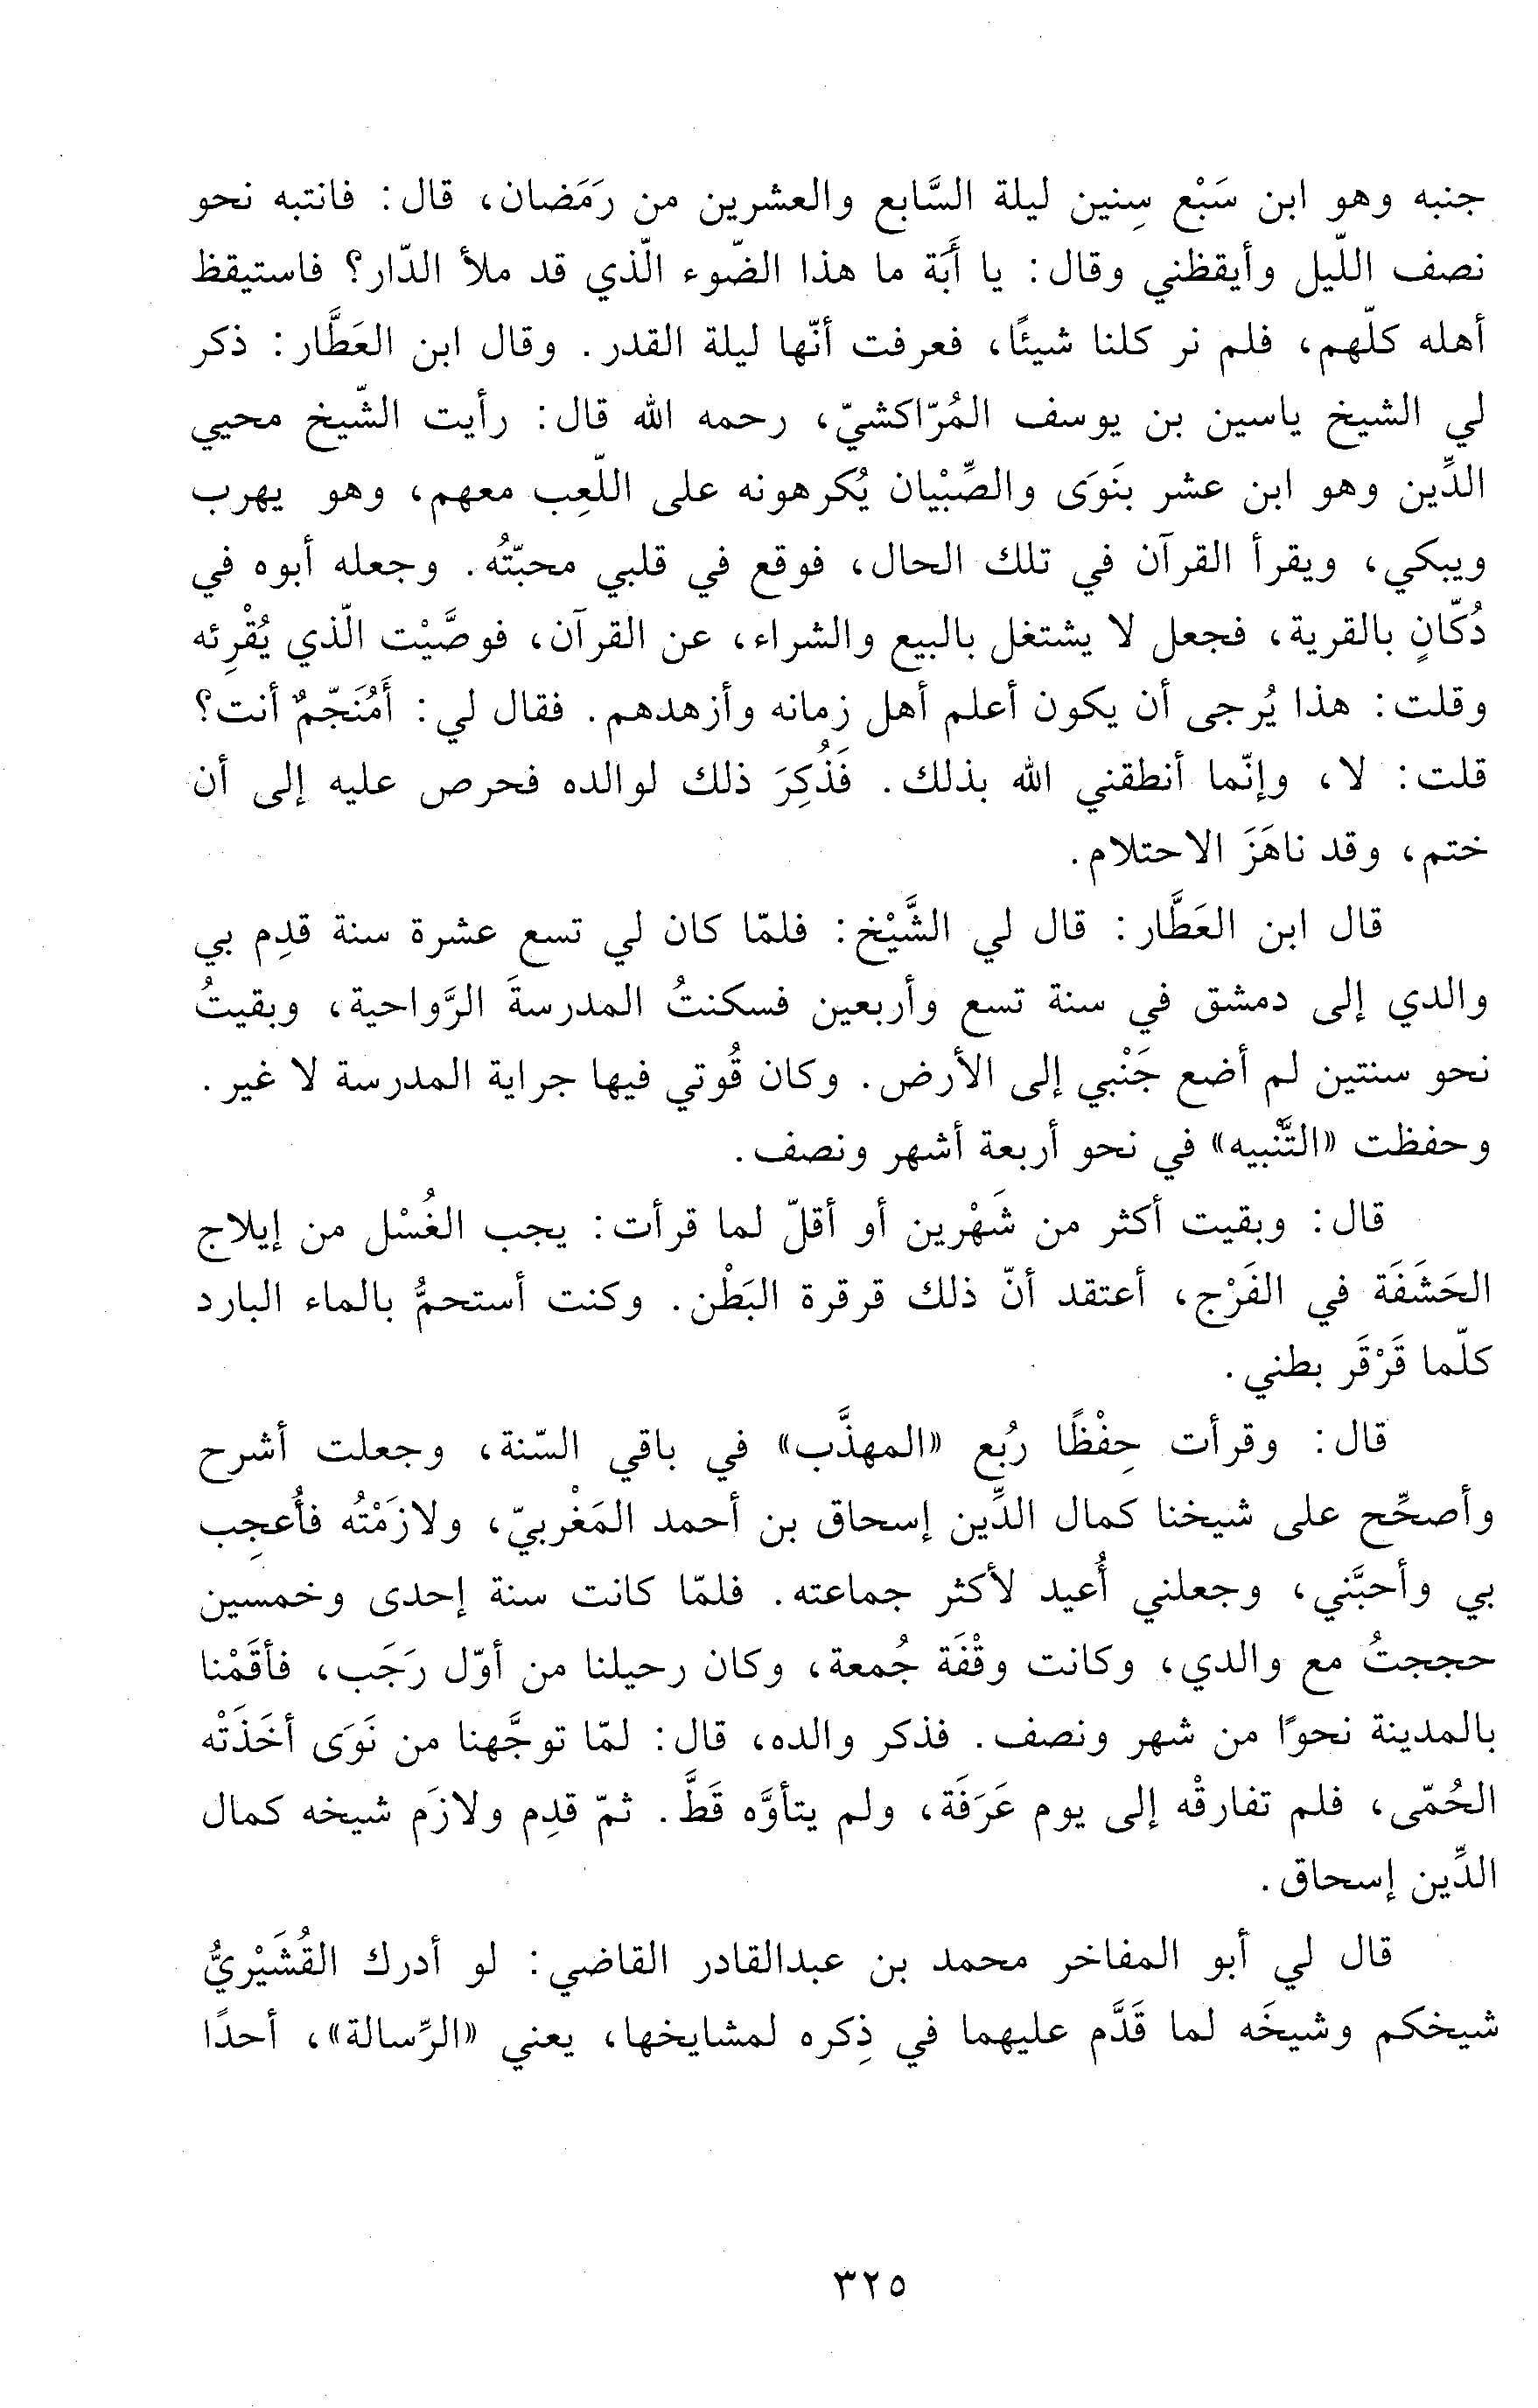 جنبه وهو ابن سَبْع سِنين ليلة السَّابع والعشرين من رَمَضان، قال: فانتبه نحو
نصف اللّيل وأيقظني وقال: يا أَبَة ما هذا الضّوء الّذي قد ملأ الدّار؟ فاستيقظ
أهله كلّهم، فلم نر كلنا شيئًا، فعرفت أنّها ليلة القدر. وقال ابن العَطَّار: ذكر
لي الشيخ ياسين بن يوسف المُرّاكشيّ، رحمه الله قال: رأيت الشّيخ محيي
الدِّين وهو ابن عشر بنَوَى والصِّبْيان يُكرهونه على اللّعِب معهم، وهو يهرب
ويبكي، ويقرأ القرآن في تلك الحال، فوقع في قلبي محبّتُه. وجعله أبوه في
دُكّانٍ بالقرية، فجعل لا يشتغل بالبيع والشراء، عن القرآن، فوصَّيْت الّذي يُقْرِئه
وقلت: هذا يُرجى أن يكون أعلم أهل زمانه وأزهدهم. فقال لي: أَمُنَجّمٌ أنت؟
قلت: لا، وإنّما أنطقني الله بذلك. فَذُكِرَ ذلك لوالده فحرص عليه إلى أن
ختم، وقد ناهَزَ الاحتلام.
قال ابن العَطَّار: قال لي الشَّيْخ: فلمّا كان لي تسع عشرة سنة قدِم بي
والدي إلى دمشق في سنة تسع وأربعين فسكنتُ المدرسةَ الرَّواحية، وبقيتُ
نحو سنتين لم أضع جَنْبي إلى الأرض. وكان قُوتي فيها جراية المدرسة لا غير.
وحفظت «التَّنْبيه» في نحو أربعة أشهر ونصف.
قال: وبقيت أكثر من شَهْرين أو أقلّ لما قرأت: يجب الغُسْل من إيلاج
الحَشَفَة في الفَرْج، أعتقد أنّ ذلك قرقرة البَطْن. وكنت أستحمُّ بالماء البارد
كلّما قَرْقَر بطني.
قال: وقرأت حِفْظًا رُبع «المهذَّب» في باقي السّنة، وجعلت أشرح
وأصحِّح على شيخنا كمال الدِّين إسحاق بن أحمد المَغْربيّ، ولازَمْتُه فأُعجِب
بي وأحبَّني، وجعلني أُعيد لأكثر جماعته. فلمّا كانت سنة إحدى وخمسين
حججتُ مع والدي، وكانت وقْفَة جُمعة، وكان رحيلنا من أوّل رَجَب، فأقَمْنا
بالمدينة نحوًا من شهر ونصف. فذكر والده، قال: لمّا توجَّهنا من نَوَى أخَذَتْه
الحُمّى، فلم تفارقْه إلى يوم عَرَفَة، ولم يتأوَّه قَطَّ. ثمّ قدِم ولازَم شيخه كمال
الدِّين إسحاق.
قال لي أبو المفاخر محمد بن عبدالقادر القاضي: لو أدرك القُشَيْريُّ
شيخكم وشيخَه لما قَدَّم عليهما في ذِكره لمشايخها، يعني «الرِّسالة»، أحدًا
٣٢٥